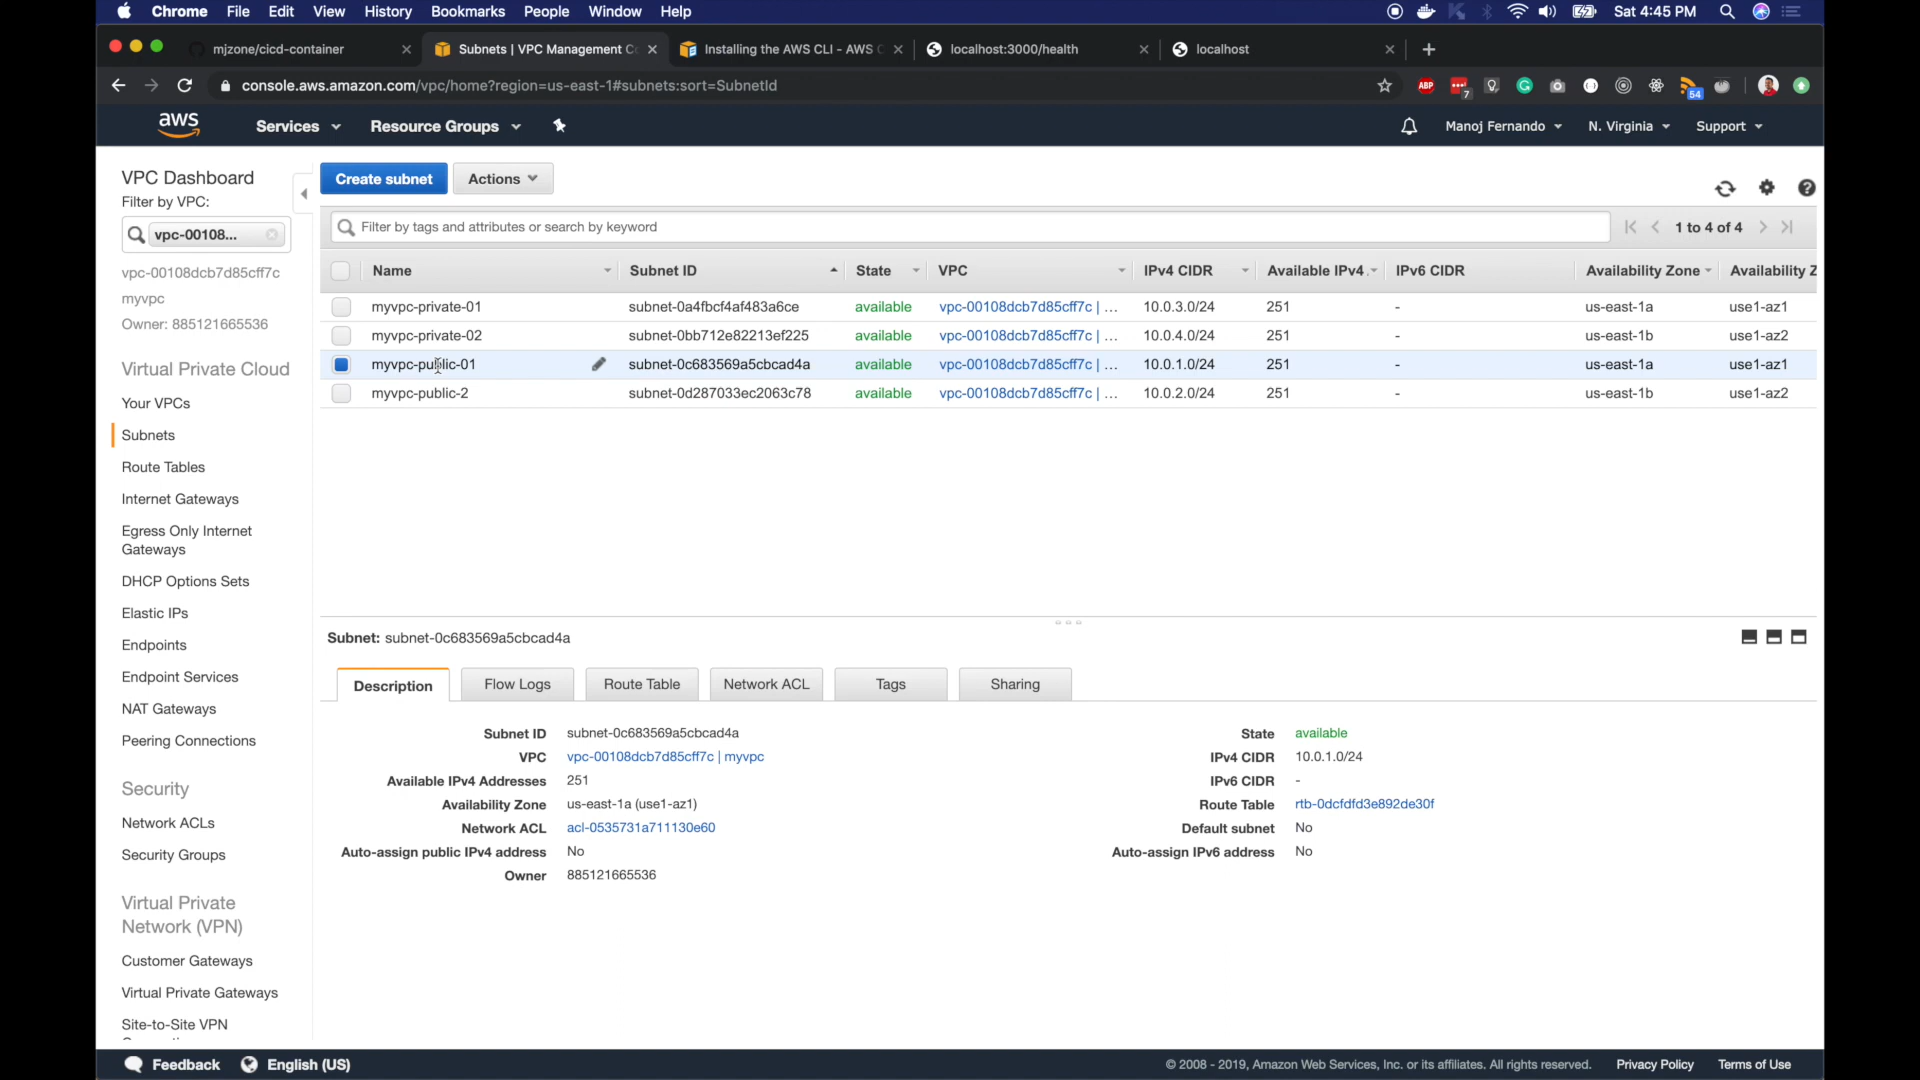 Chrome File Edit View History Bookmarks People Window Help Sat 4:45 PM
mjzone/cicd-container Subnets | VPC Management Co Installing the AWS CLI - AWS C localhost:3000/health localhost
console.aws.amazon.com/vpc/home?region=us-east-1#subnets:sort=SubnetId ABP 7 54
aws Services Resource Groups Manoj Fernando N. Virginia Support
VPC Dashboard
Filter by VPC:
vpc-00108...
vpc-00108dcb7d85cff7c
myvpc
Owner: 885121665536
Virtual Private Cloud
Your VPCs
Subnets
Route Tables
Internet Gateways
Egress Only Internet
Gateways
DHCP Options Sets
Elastic IPs
Endpoints
Endpoint Services
NAT Gateways
Peering Connections
Security
Network ACLs
Security Groups
Virtual Private
Network (VPN)
Customer Gateways
Virtual Private Gateways
Site-to-Site VPN
Create subnet Actions
Filter by tags and attributes or search by keyword 1 to 4 of 4
Name Subnet ID State VPC IPv4 CIDR Available IPv4 IPv6 CIDR Availability Zone Availability Z
myvpc-private-01 subnet-0a4fbcf4af483a6ce available vpc-00108dcb7d85cff7c | ... 10.0.3.0/24 251 - us-east-1a use1-az1
myvpc-private-02 subnet-0bb712e82213ef225 available vpc-00108dcb7d85cff7c | ... 10.0.4.0/24 251 - us-east-1b use1-az2
myvpc-public-01 subnet-0c683569a5cbcad4a available vpc-00108dcb7d85cff7c | ... 10.0.1.0/24 251 - us-east-1a use1-az1
myvpc-public-2 subnet-0d287033ec2063c78 available vpc-00108dcb7d85cff7c | ... 10.0.2.0/24 251 - us-east-1b use1-az2
Subnet: subnet-0c683569a5cbcad4a
Description Flow Logs Route Table Network ACL Tags Sharing
Subnet ID subnet-0c683569a5cbcad4a State available
VPC vpc-00108dcb7d85cff7c | myvpc IPv4 CIDR 10.0.1.0/24
Available IPv4 Addresses 251 IPv6 CIDR -
Availability Zone us-east-1a (use1-az1) Route Table rtb-0dcfdfd3e892de30f
Network ACL acl-0535731a711130e60 Default subnet No
Auto-assign public IPv4 address No Auto-assign IPv6 address No
Owner 885121665536
Feedback English (US) © 2008 - 2019, Amazon Web Services, Inc. or its affiliates. All rights reserved. Privacy Policy Terms of Use